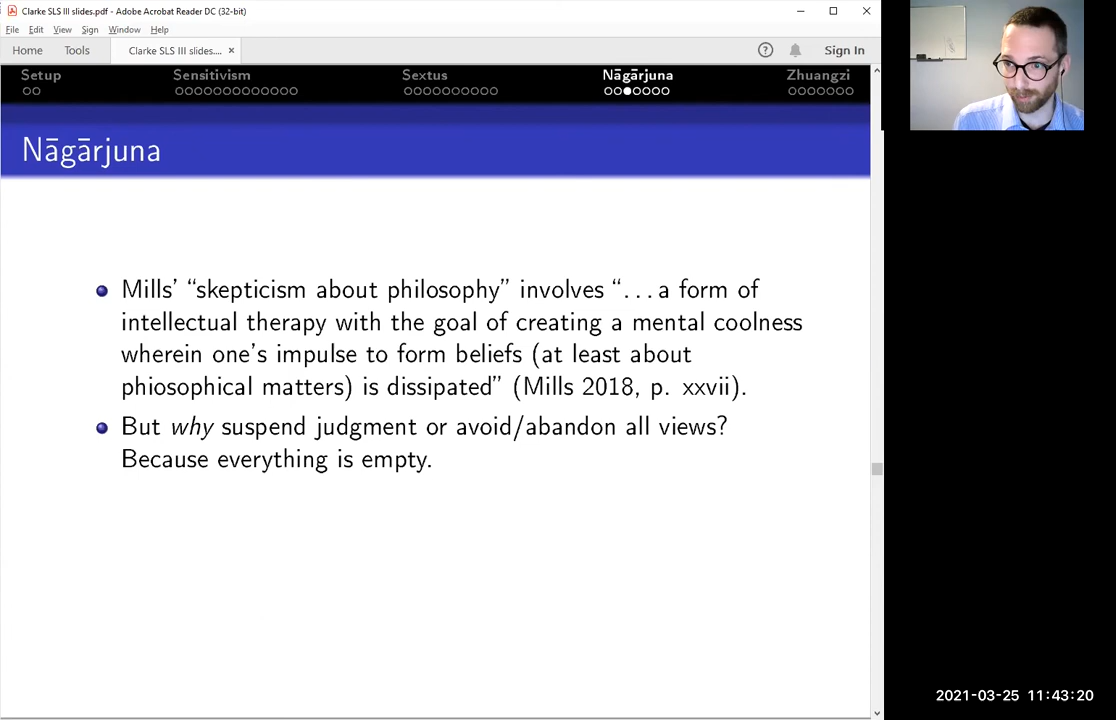 Clarke SLS III slides.pdf - Adobe Acrobat Reader DC (32-bit)
File Edit View Sign Window Help
Home Tools Clarke SLS III slides.... × Sign In
Setup Sensitivism Sextus Nāgārjuna Zhuangzi
Nāgārjuna
Mills' “skepticism about philosophy” involves “. . . a form of
intellectual therapy with the goal of creating a mental coolness
wherein one's impulse to form beliefs (at least about
phiosophical matters) is dissipated” (Mills 2018, p. xxvii).
But why suspend judgment or avoid/abandon all views?
Because everything is empty.
2021-03-25 11:43:20